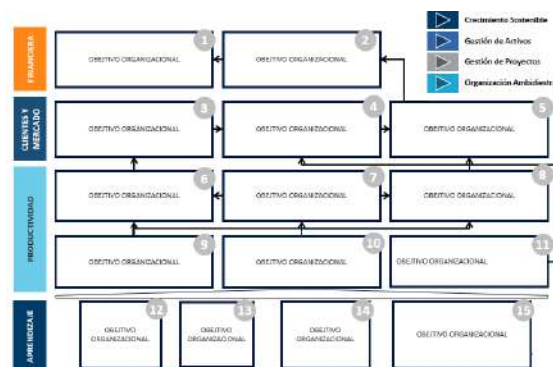 Crecimiento Sostenible
Gestión de Activos
Gestión de Proyectos
Organización Ambidiestra
FINANCIERA
1
OBJETIVO ORGANIZACIONAL
2
OBJETIVO ORGANIZACIONAL
CLIENTES Y
MERCADO
3
OBJETIVO ORGANIZACIONAL
4
OBJETIVO ORGANIZACIONAL
5
OBJETIVO ORGANIZACIONAL
PRODUCTIVIDAD
6
OBJETIVO ORGANIZACIONAL
7
OBJETIVO ORGANIZACIONAL
8
OBJETIVO ORGANIZACIONAL
9
OBJETIVO ORGANIZACIONAL
10
OBJETIVO ORGANIZACIONAL
11
OBJETIVO ORGANIZACIONAL
APRENDIZAJE
12
OBJETIVO
ORGANIZACIONAL
13
OBJETIVO
ORGANIZACIONAL
14
OBJETIVO
ORGANIZACIONAL
15
OBJETIVO ORGANIZACIONAL